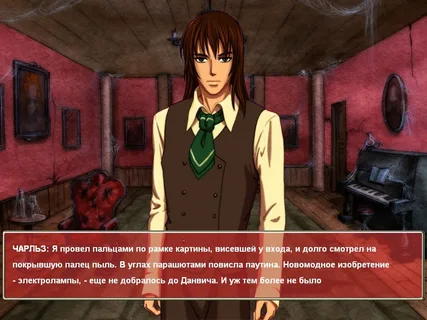 ЧАРЛЬЗ: Я провел пальцами по рамке картины, висевшей у входа, и долго смотрел на
покрывшую палец пыль. В углах парашютами повисла паутина. Новомодное изобретение
- электролампы, - еще не добралось до Данвича. И уж тем более не было